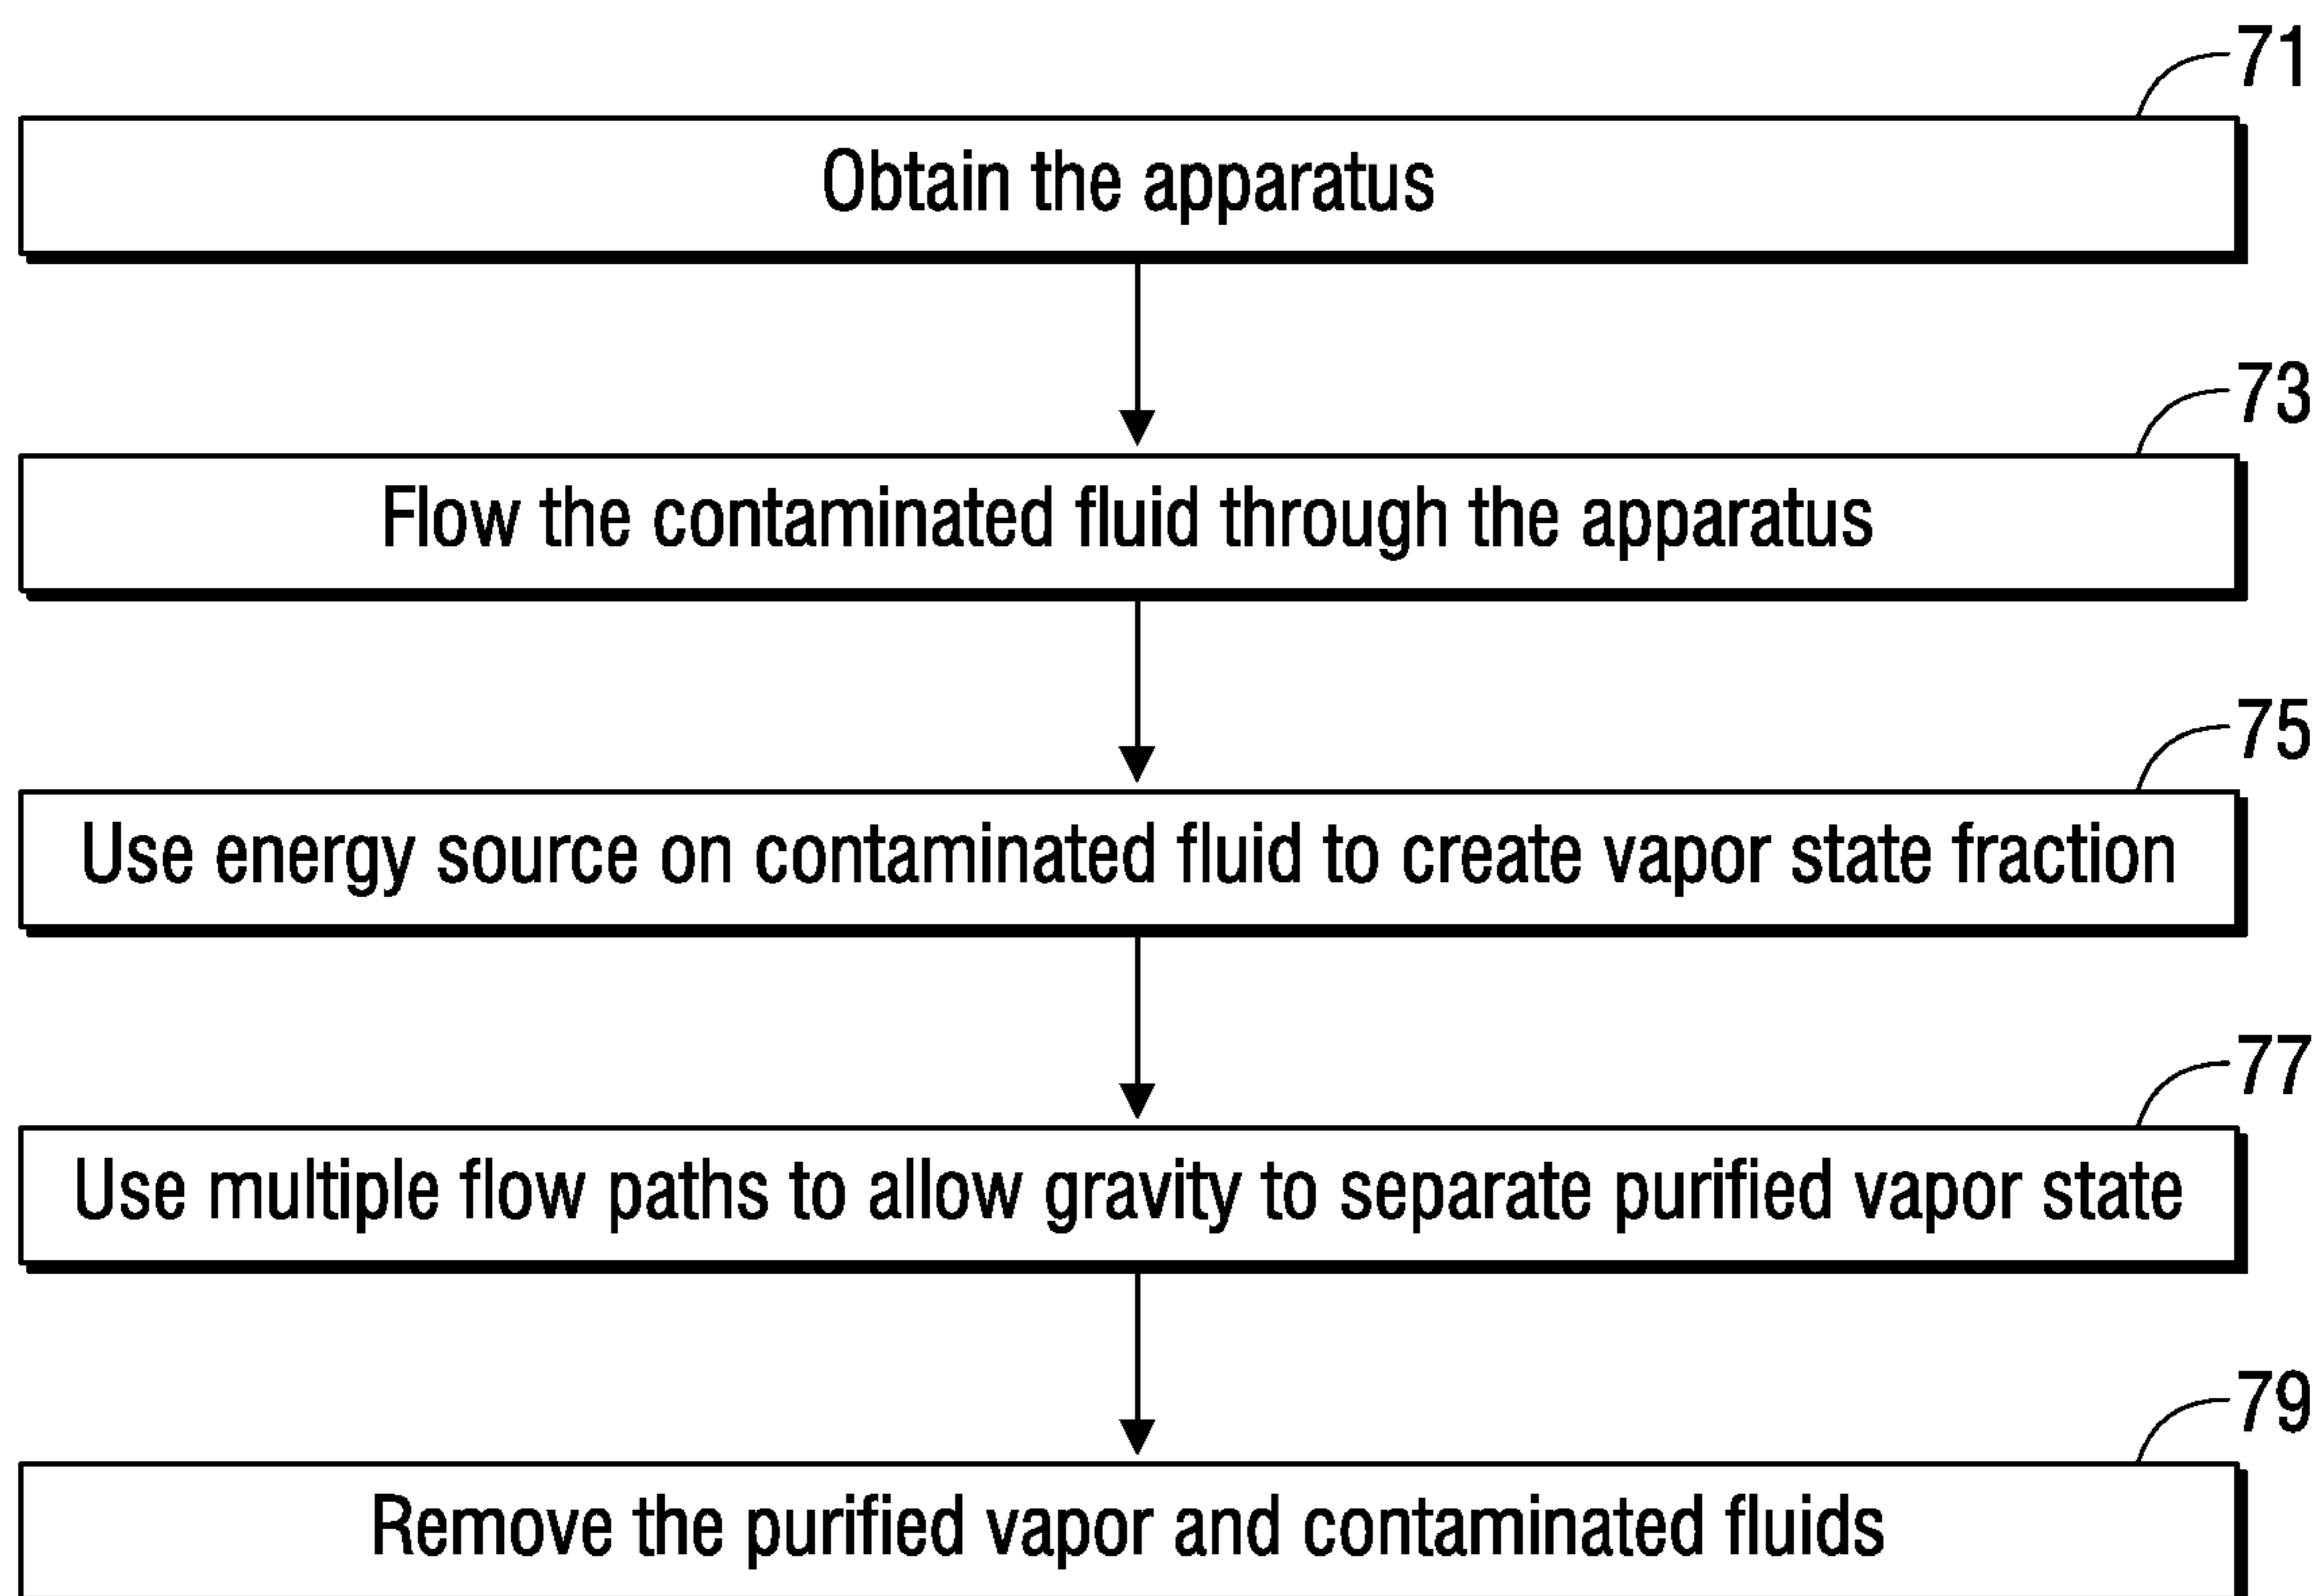 71
Obtain the apparatus
73
Flow the contaminated fluid through the apparatus
75
Use energy source on contaminated fluid to create vapor state fraction
77
Use multiple flow paths to allow gravity to separate purified vapor state
79
Remove the purified vapor and contaminated fluids